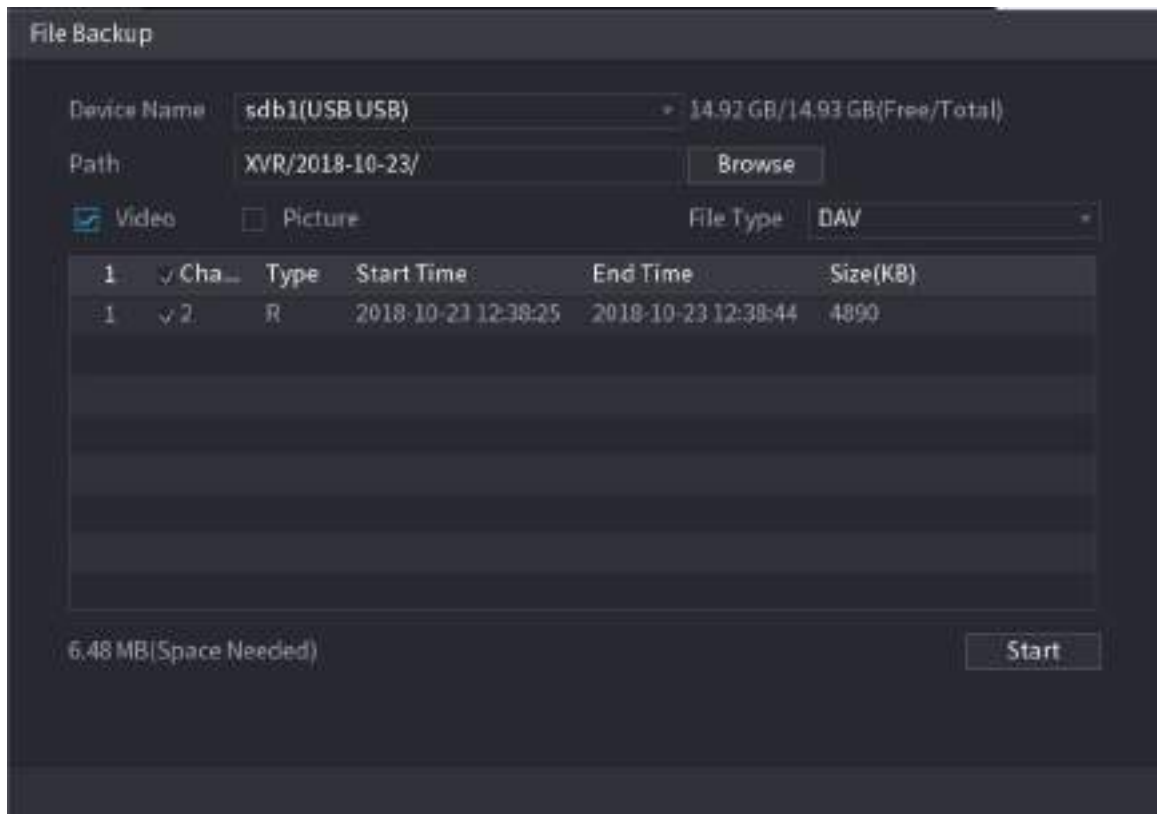 File Backup
Device Name sdb1(USB USB) 14.92 GB/14.93 GB(Free/Total)
Path XVR/2018-10-23/ Browse
Video Picture File Type DAV
1 Cha... Type Start Time End Time Size(KB)
1 2 R 2018-10-23 12:38:25 2018-10-23 12:38:44 4890
6.48 MB(Space Needed) Start